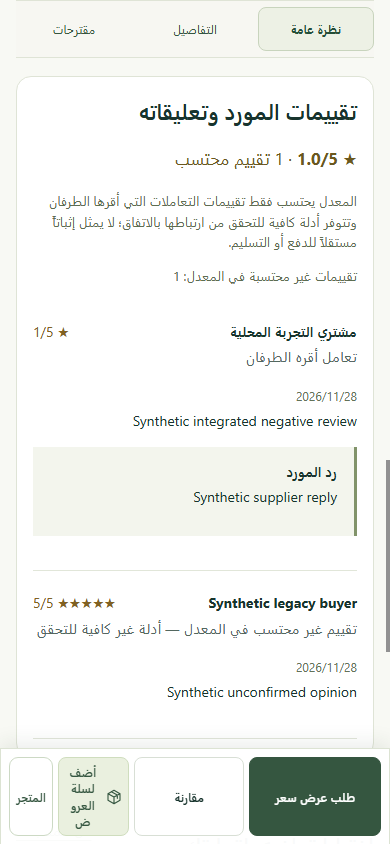 نظرة عامة
التفاصيل
مقترحات
تقييمات المورد وتعليقاته
★ 1.0/5 · 1 تقييم محتسب
المعدل يحتسب فقط تقييمات التعاملات التي أقرها الطرفان
وتتوفر أدلة كافية للتحقق من ارتباطها بالاتفاق؛ لا يمثل إثباتاً
مستقلاً للدفع أو التسليم.
تقييمات غير محتسبة في المعدل: 1
مشتري التجربة المحلية
★ 1/5
تعامل أقره الطرفان
2026/11/28
Synthetic integrated negative review
رد المورد
Synthetic supplier reply
Synthetic legacy buyer
★★★★★ 5/5
تقييم غير محتسب في المعدل — أدلة غير كافية للتحقق
2026/11/28
Synthetic unconfirmed opinion
طلب عرض سعر
مقارنة
أضف
لسلة
العرو
ض
المتجر